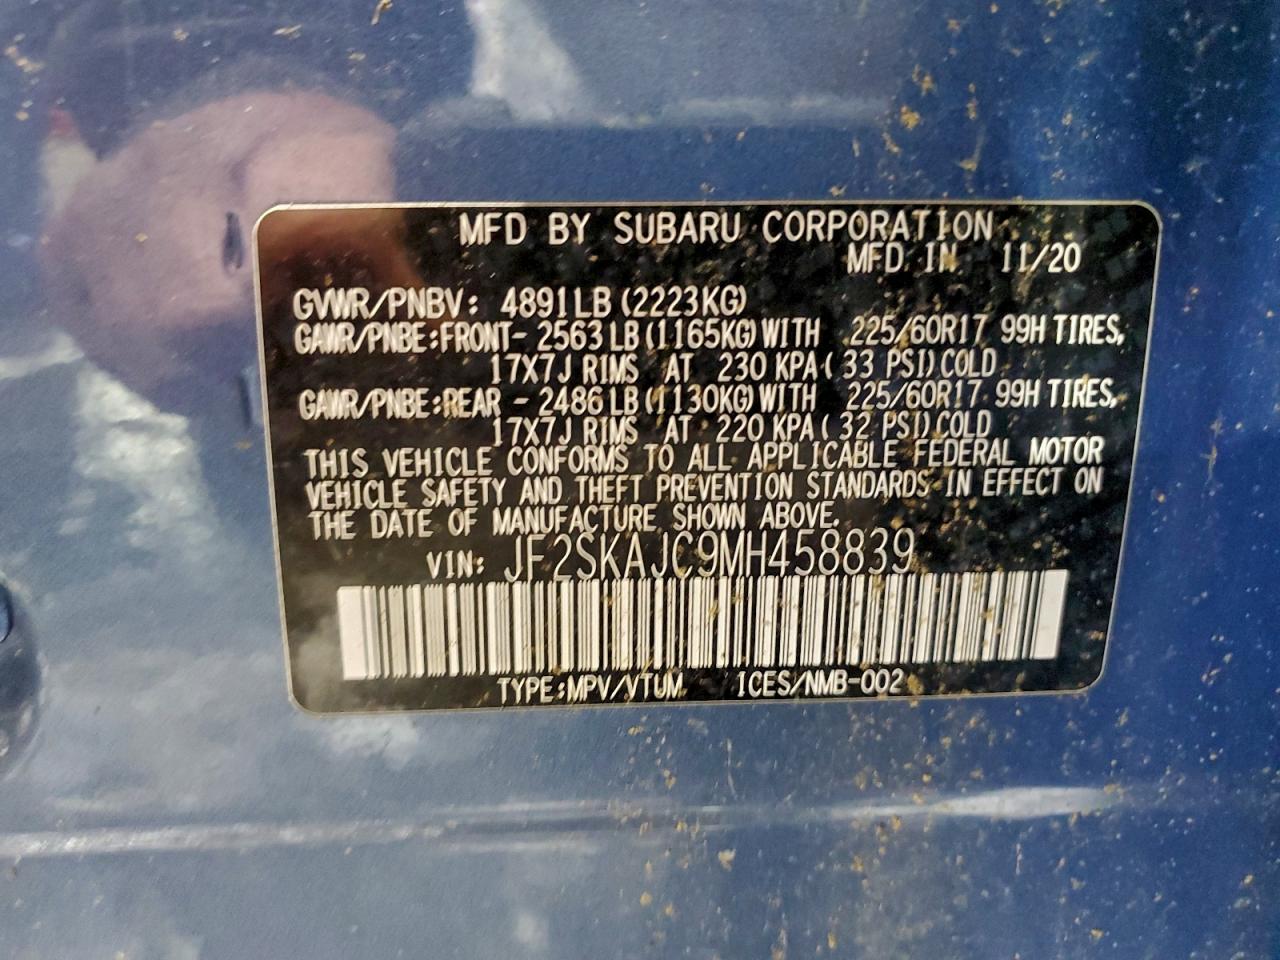 MFD BY SUBARU CORPORATION
MFD IN 11/20
GVWR/PNBV: 4891LB (2223KG)
GAWR/PNBE:FRONT- 2563LB (1165KG) WITH 225/60R17 99H TIRES,
17X7J RIMS AT 230 KPA( 33 PSI) COLD
GAWR/PNBE:REAR - 2486LB (1130KG) WITH 225/60R17 99H TIRES,
17X7J RIMS AT 220 KPA( 32 PSI) COLD
THIS VEHICLE CONFORMS TO ALL APPLICABLE FEDERAL MOTOR
VEHICLE SAFETY AND THEFT PREVENTION STANDARDS IN EFFECT ON
THE DATE OF MANUFACTURE SHOWN ABOVE.
VIN: JF2SKAJC9MH458839
TYPE:MPV/VTUM ICES/NMB-002